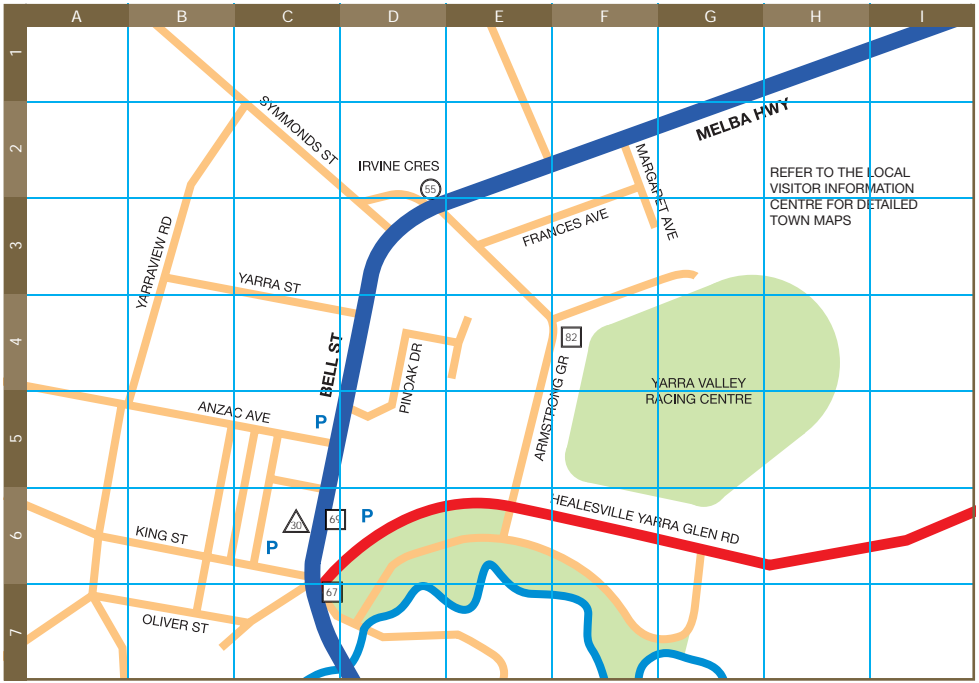 A B C D E F G H I
1
SYMMONDS ST
MELBA HWY
2
IRVINE CRES
MARGARET AVE
55
REFER TO THE LOCAL
VISITOR INFORMATION
CENTRE FOR DETAILED
TOWN MAPS
3
YARRAVIEW RD
FRANCES AVE
YARRA ST
4
BELL ST
PINOAK DR
82
ARMSTRONG GR
YARRA VALLEY
RACING CENTRE
5
ANZAC AVE
P
6
KING ST
30
69
P
P
HEALESVILLE YARRA GLEN RD
67
7
OLIVER ST